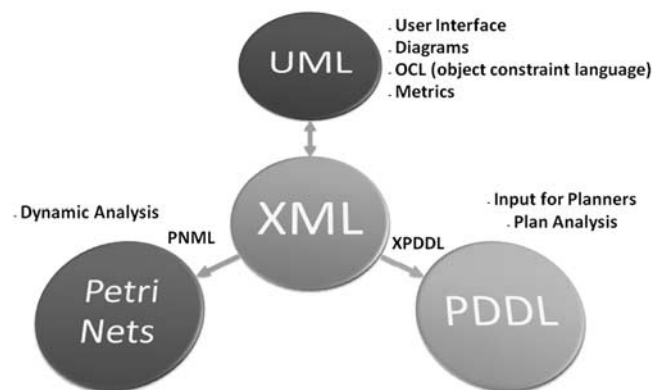 UML
. User Interface
. Diagrams
. OCL (object constraint language)
. Metrics
XML
. Dynamic Analysis
PNML
XPDDL
. Input for Planners
. Plan Analysis
Petri
Nets
PDDL